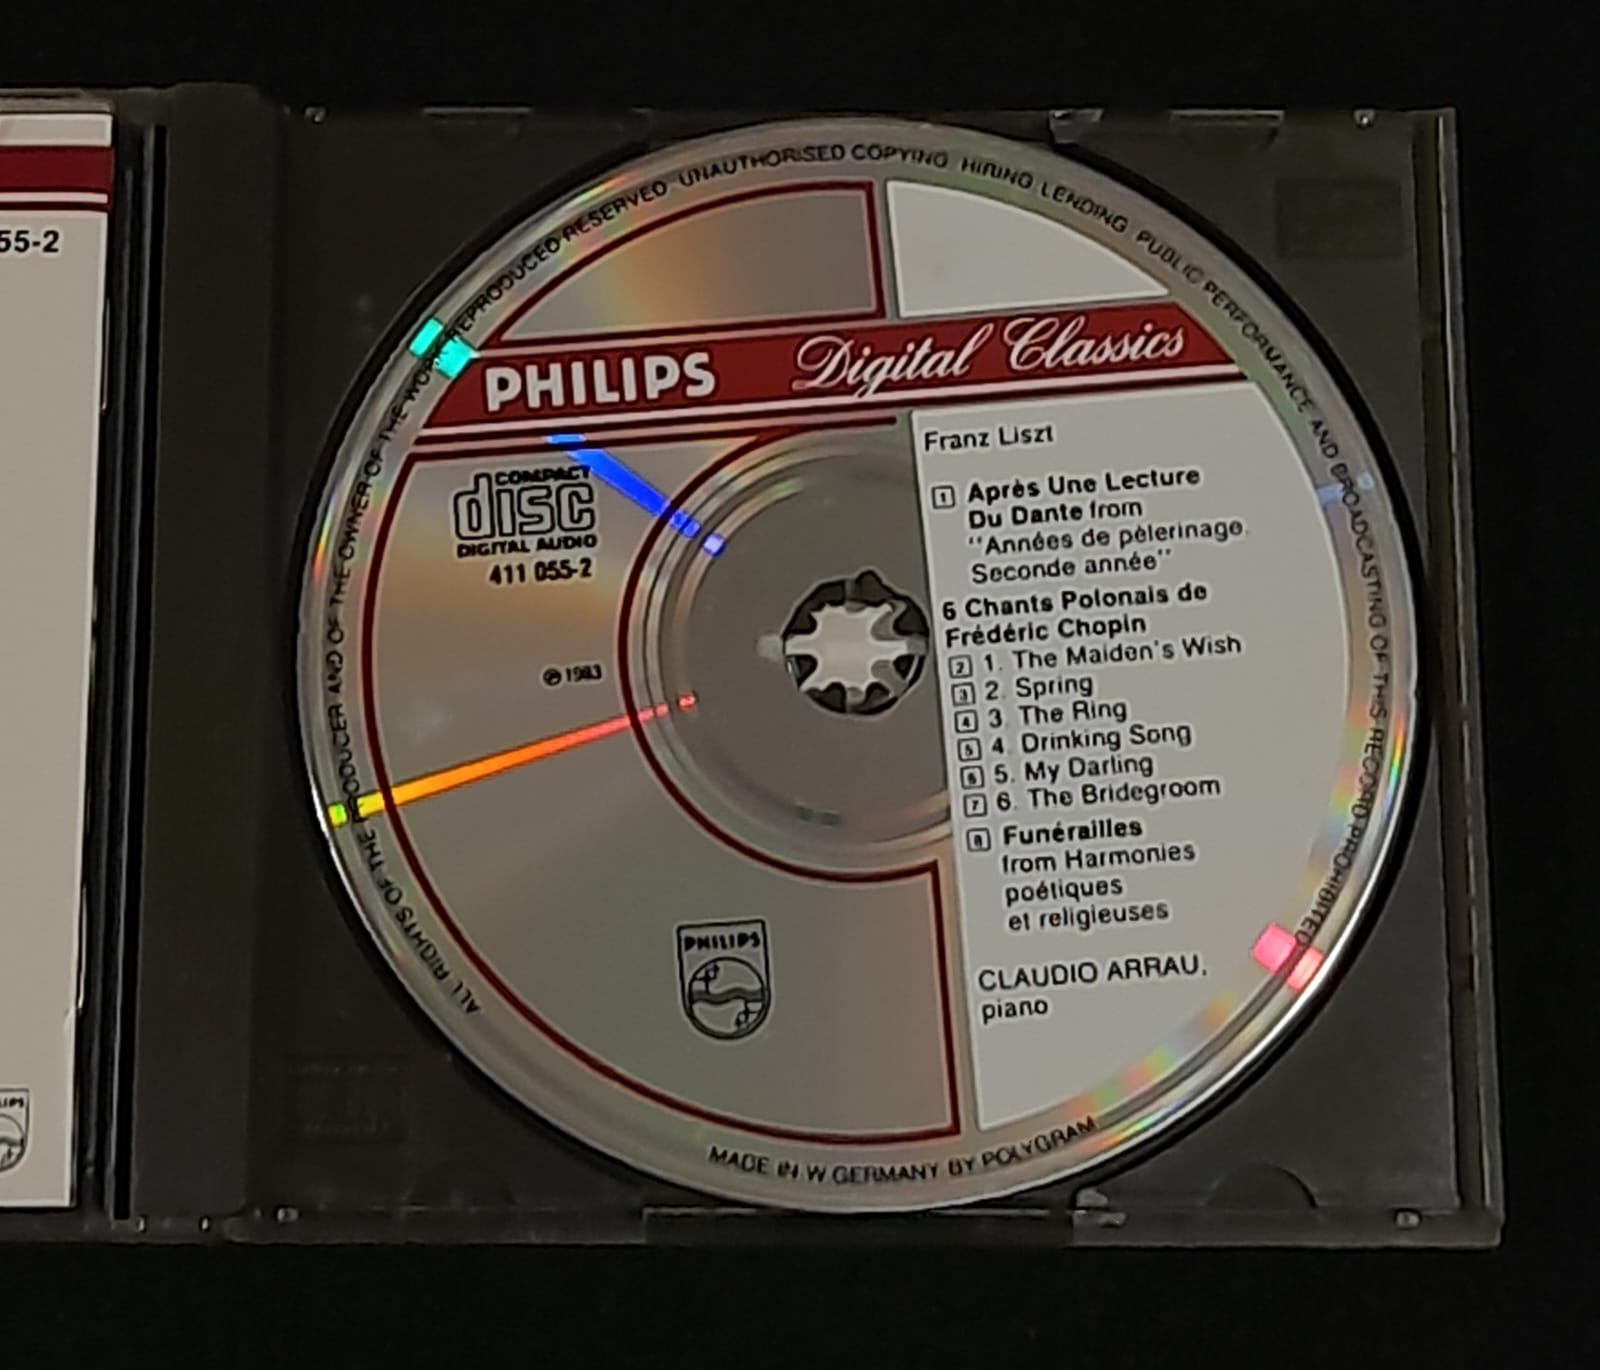 55-2
ALL RIGHTS OF THE PRODUCER AND OF THE OWNER OF THE WORK REPRODUCED RESERVED UNAUTHORISED COPYING HIRING LENDING PUBLIC PERFORMANCE AND BROADCASTING OF THIS RECORD PROHIBITED
PHILIPS Digital Classics
COMPACT
disc
DIGITAL AUDIO
411 055-2
℗ 1983
Franz Liszt
1 Après Une Lecture
Du Dante from
"Années de pèlerinage.
Seconde année"
6 Chants Polonais de
Frédéric Chopin
2 1. The Maiden's Wish
3 2. Spring
4 3. The Ring
5 4. Drinking Song
6 5. My Darling
7 6. The Bridegroom
8 Funérailles
from Harmonies
poétiques
et religieuses
CLAUDIO ARRAU,
piano
PHILIPS
MADE IN W GERMANY BY POLYGRAM